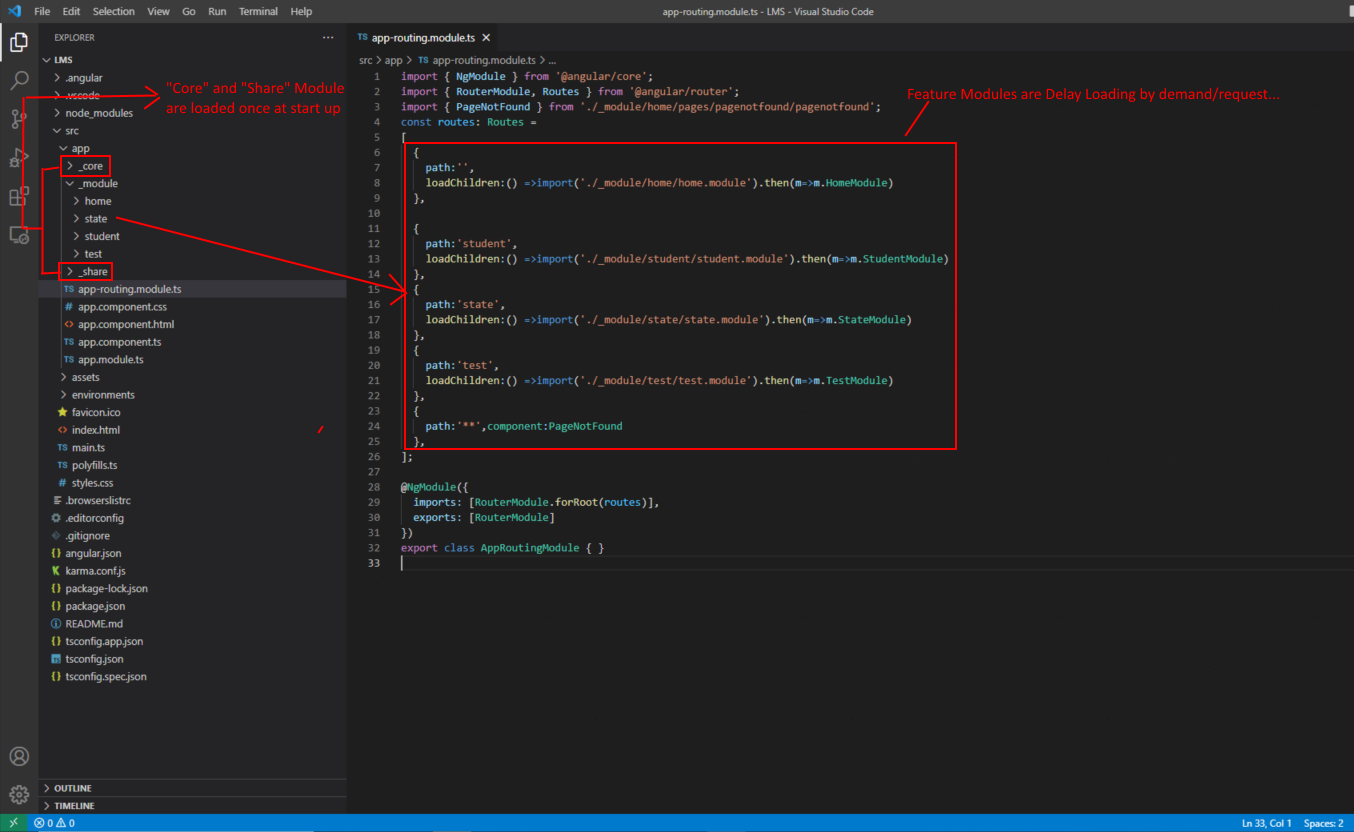 File Edit Selection View Go Run Terminal Help
app-routing.module.ts - LMS - Visual Studio Code
EXPLORER
LMS
.angular
.vscode
node_modules
src
app
_core
_module
home
state
student
test
_share
TS app-routing.module.ts
# app.component.css
<> app.component.html
TS app.component.ts
TS app.module.ts
assets
environments
favicon.ico
<> index.html
TS main.ts
TS polyfills.ts
# styles.css
.browserslistrc
.editorconfig
.gitignore
{} angular.json
karma.conf.js
{} package-lock.json
{} package.json
README.md
{} tsconfig.app.json
tsconfig.json
{} tsconfig.spec.json
OUTLINE
TIMELINE
"Core" and "Share" Module
are loaded once at start up
TS app-routing.module.ts
src > app > TS app-routing.module.ts > ...
1 import { NgModule } from '@angular/core';
2 import { RouterModule, Routes } from '@angular/router';
3 import { PageNotFound } from './_module/home/pages/pagenotfound/pagenotfound';
4 const routes: Routes =
5 [
6 {
7 path:'',
8 loadChildren:() =>import('./_module/home/home.module').then(m=>m.HomeModule)
9 },
10
11 {
12 path:'student',
13 loadChildren:() =>import('./_module/student/student.module').then(m=>m.StudentModule)
14 },
15 {
16 path:'state',
17 loadChildren:() =>import('./_module/state/state.module').then(m=>m.StateModule)
18 },
19 {
20 path:'test',
21 loadChildren:() =>import('./_module/test/test.module').then(m=>m.TestModule)
22 },
23 {
24 path:'**',component:PageNotFound
25 },
26 ];
27
28 @NgModule({
29 imports: [RouterModule.forRoot(routes)],
30 exports: [RouterModule]
31 })
32 export class AppRoutingModule { }
33
Feature Modules are Delay Loading by demand/request...
0 0
Ln 33, Col 1 Spaces: 2